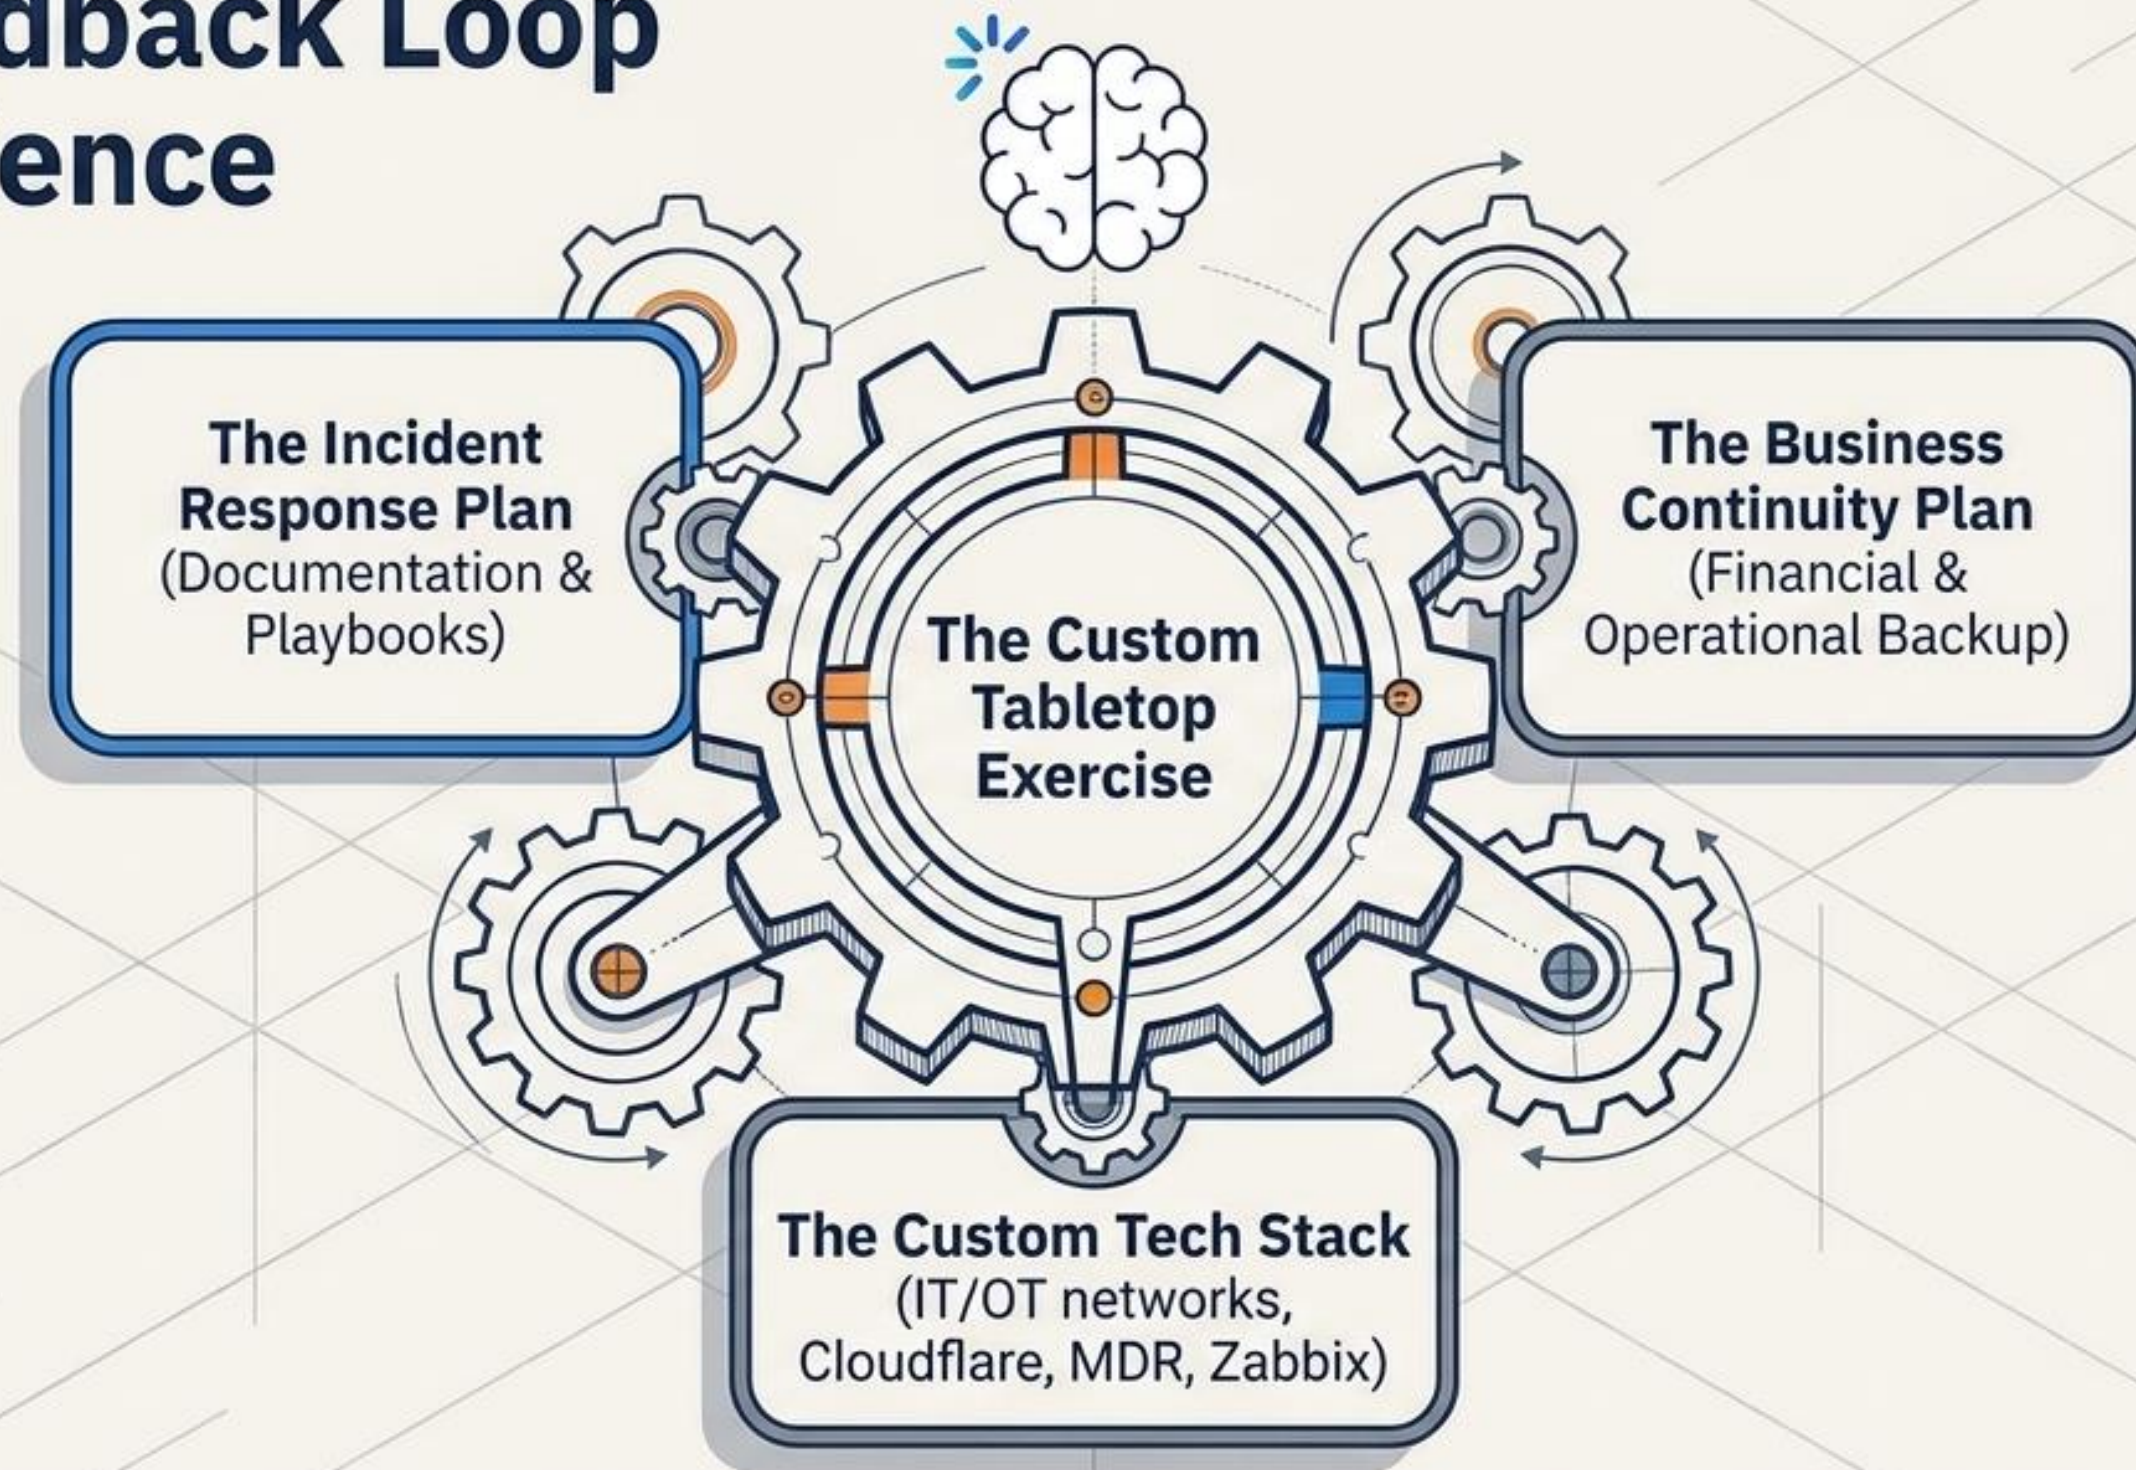 dback Loop
ence
The Incident
Response Plan
(Documentation &
Playbooks)
The Custom
Tabletop
Exercise
The Business
Continuity Plan
(Financial &
Operational Backup)
The Custom Tech Stack
(IT/OT networks,
Cloudflare, MDR, Zabbix)